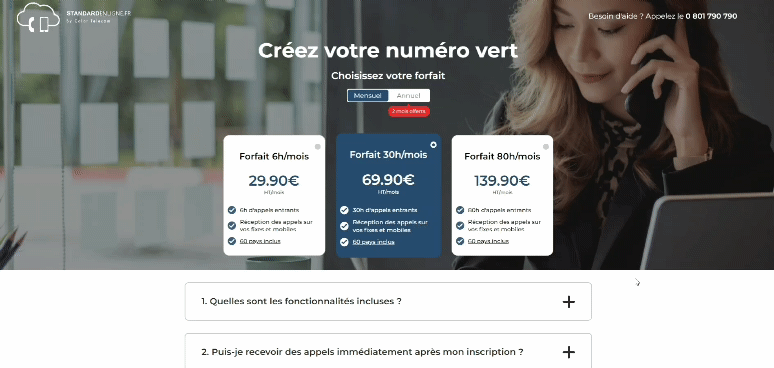 STANDARDENLIGNE.FR
by Color Telecom
Besoin d'aide ? Appelez le 0 801 790 790
Créez votre numéro vert
Choisissez votre forfait
Mensuel Annuel
2 mois offerts
Forfait 6h/mois
29.90€
HT/mois
6h d'appels entrants
Réception des appels sur
vos fixes et mobiles
60 pays inclus
Forfait 30h/mois
69.90€
HT/mois
30h d'appels entrants
Réception des appels sur
vos fixes et mobiles
60 pays inclus
Forfait 80h/mois
139.90€
HT/mois
80h d'appels entrants
Réception des appels sur
vos fixes et mobiles
60 pays inclus
1. Quelles sont les fonctionnalités incluses ?
2. Puis-je recevoir des appels immédiatement après mon inscription ?